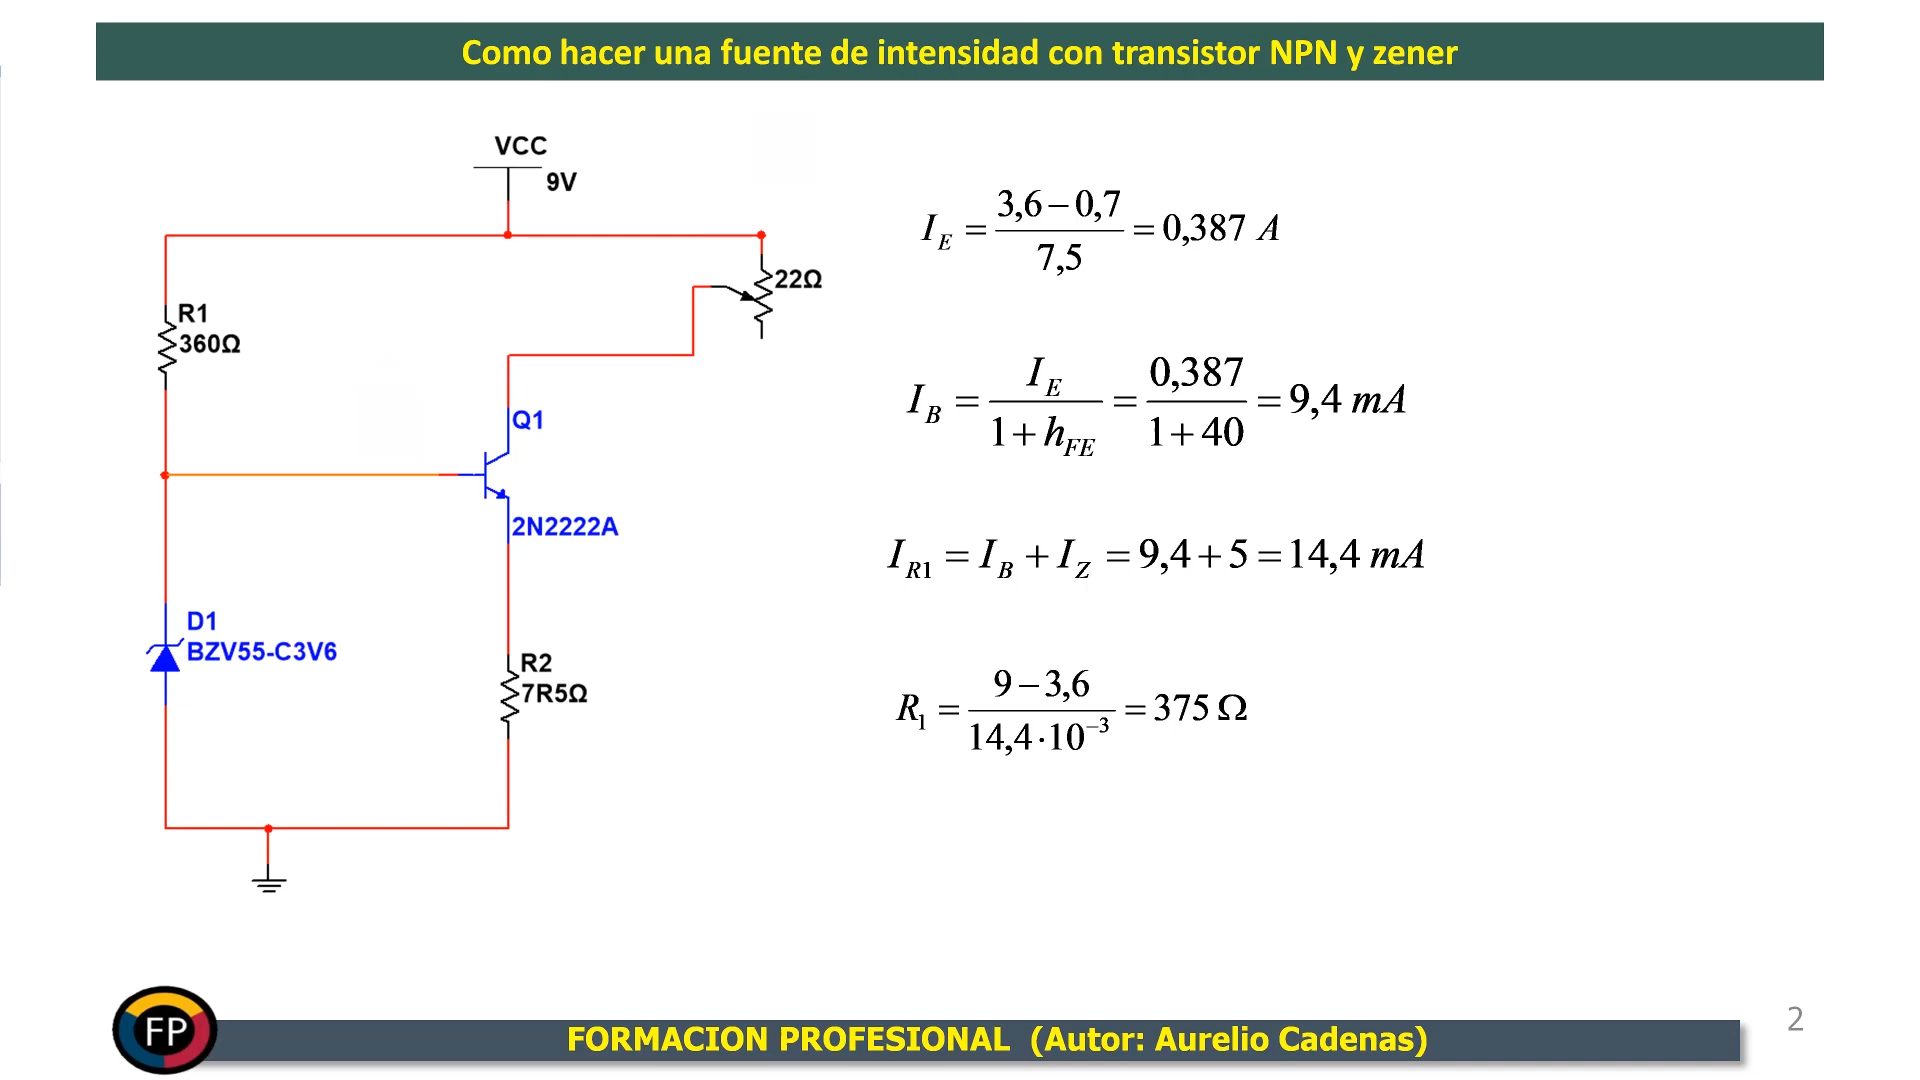 Como hacer una fuente de intensidad con transistor NPN y zener
VCC
9V
22Ω
R1
360Ω
Q1
2N2222A
D1
BZV55-C3V6
R2
7R5Ω
I_E = (3,6 − 0,7) / 7,5 = 0,387 A
I_B = I_E / (1 + h_FE) = 0,387 / (1 + 40) = 9,4 mA
I_R1 = I_B + I_Z = 9,4 + 5 = 14,4 mA
R_1 = (9 − 3,6) / (14,4·10^−3) = 375 Ω
FP
FORMACION PROFESIONAL (Autor: Aurelio Cadenas)
2